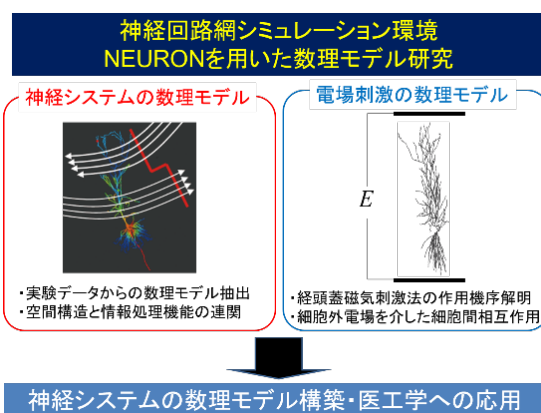 神経回路網シミュレーション環境
NEURONを用いた数理モデル研究
神経システムの数理モデル
・実験データからの数理モデル抽出
・空間構造と情報処理機能の連関
電場刺激の数理モデル
E
・経頭蓋磁気刺激法の作用機序解明
・細胞外電場を介した細胞間相互作用
神経システムの数理モデル構築・医工学への応用